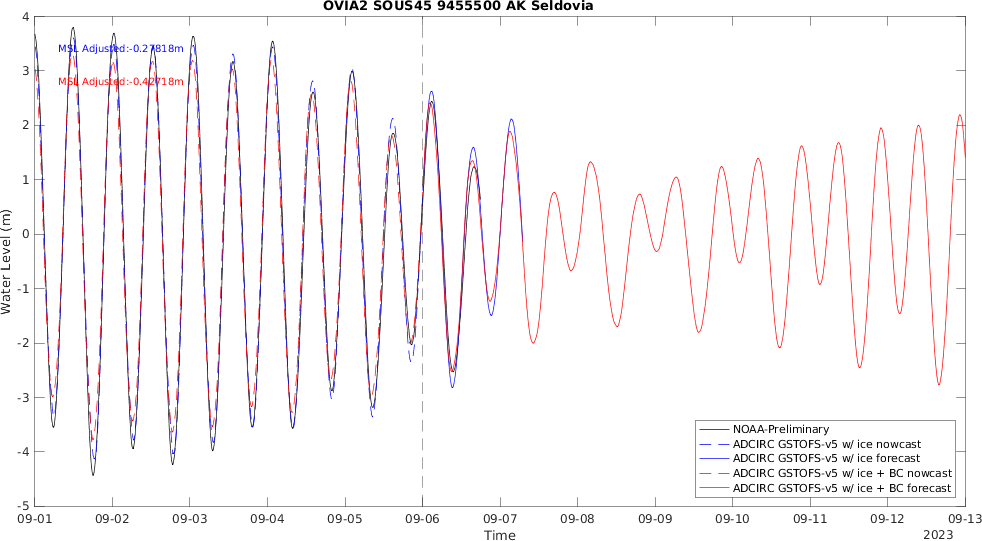 OVIA2 SOUS45 9455500 AK Seldovia
4
3
2
1
0
-1
-2
-3
-4
-5
Water Level (m)
MSL Adjusted:-0.27818m
MSL Adjusted:-0.42718m
NOAA-Preliminary
ADCIRC GSTOFS-v5 w/ ice nowcast
ADCIRC GSTOFS-v5 w/ ice forecast
ADCIRC GSTOFS-v5 w/ ice + BC nowcast
ADCIRC GSTOFS-v5 w/ ice + BC forecast
09-01 09-02 09-03 09-04 09-05 09-06 09-07 09-08 09-09 09-10 09-11 09-12 09-13
Time
2023